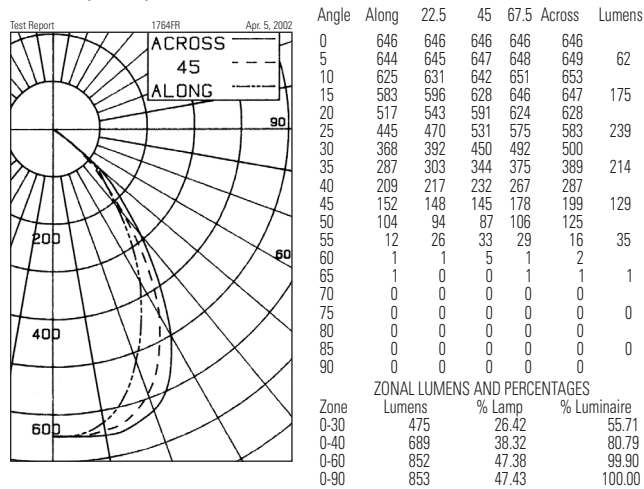 Test Report 1764FR Apr. 5, 2002
ACROSS
45
ALONG
90
60
200
400
600
Angle Along 22.5 45 67.5 Across Lumens
0 646 646 646 646 646
5 644 645 647 648 649 62
10 625 631 642 651 653
15 583 596 628 646 647 175
20 517 543 591 624 628
25 445 470 531 575 583 239
30 368 392 450 492 500
35 287 303 344 375 389 214
40 209 217 232 267 287
45 152 148 145 178 199 129
50 104 94 87 106 125
55 12 26 33 29 16 35
60 1 1 5 1 2
65 1 0 0 1 1 1
70 0 0 0 0 0
75 0 0 0 0 0 0
80 0 0 0 0 0
85 0 0 0 0 0 0
90 0 0 0 0 0
ZONAL LUMENS AND PERCENTAGES
Zone Lumens % Lamp % Luminaire
0-30 475 26.42 55.71
0-40 689 38.32 80.79
0-60 852 47.38 99.90
0-90 853 47.43 100.00